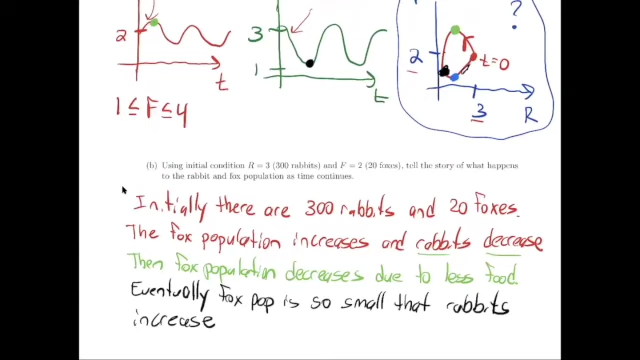 ?
2
t
3
1
t
2
t=0
3
R
1 ≤ F ≤ 4
(b) Using initial condition R = 3 (300 rabbits) and F = 2 (20 foxes), tell the story of what happens
to the rabbit and fox population as time continues.
Initially there are 300 rabbits and 20 foxes.
The fox population increases and rabbits decrease
Then fox population decreases due to less food.
Eventually fox pop is so small that rabbits
increase